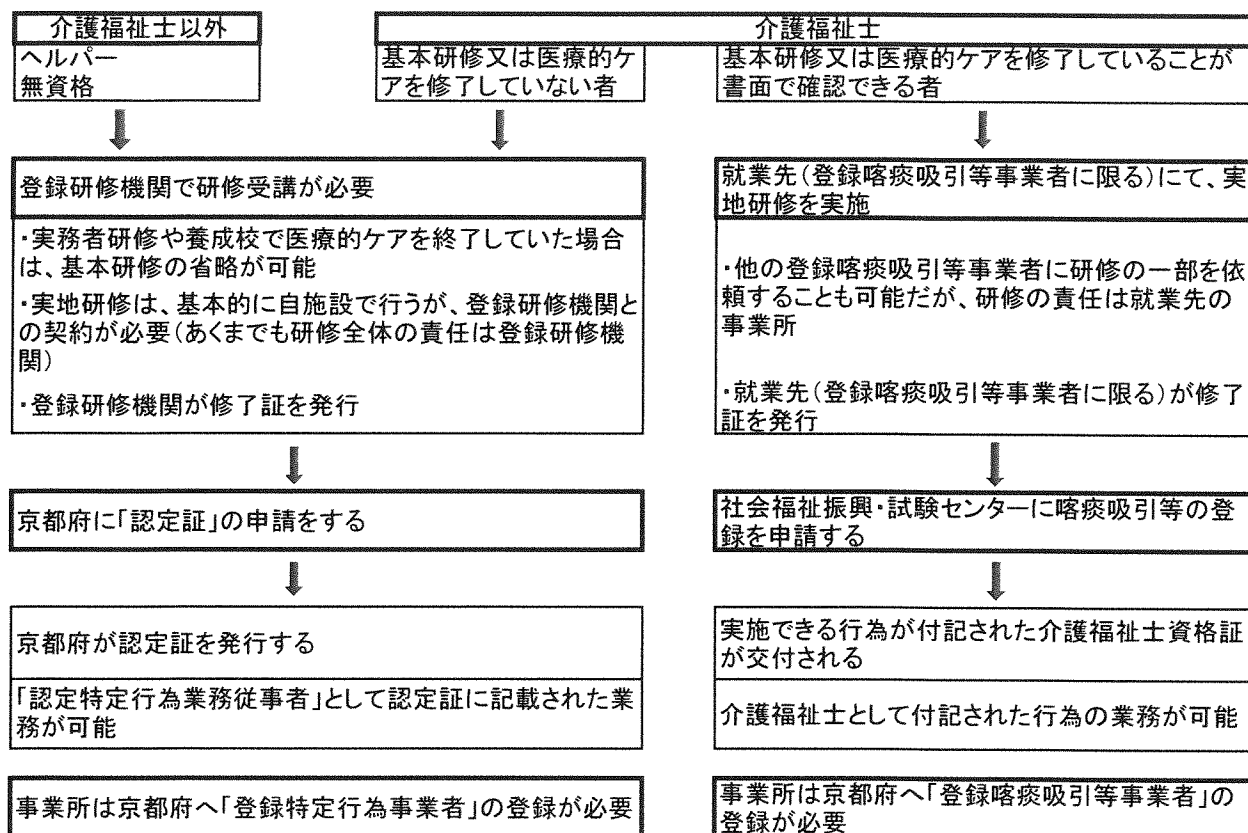 介護福祉士以外
ヘルパー
無資格
介護福祉士
基本研修又は医療的ケ
アを修了していない者
基本研修又は医療的ケアを修了していることが
書面で確認できる者
登録研修機関で研修受講が必要
・実務者研修や養成校で医療的ケアを終了していた場合
は、基本研修の省略が可能
・実地研修は、基本的に自施設で行うが、登録研修機関と
の契約が必要(あくまでも研修全体の責任は登録研修機
関)
・登録研修機関が修了証を発行
京都府に「認定証」の申請をする
京都府が認定証を発行する
「認定特定行為業務従事者」として認定証に記載された業
務が可能
事業所は京都府へ「登録特定行為事業者」の登録が必要
就業先(登録喀痰吸引等事業者に限る)にて、実
地研修を実施
・他の登録喀痰吸引等事業者に研修の一部を依
頼することも可能だが、研修の責任は就業先の
事業所
・就業先(登録喀痰吸引等事業者に限る)が修了
証を発行
社会福祉振興・試験センターに喀痰吸引等の登
録を申請する
実施できる行為が付記された介護福祉士資格証
が交付される
介護福祉士として付記された行為の業務が可能
事業所は京都府へ「登録喀痰吸引等事業者」の
登録が必要